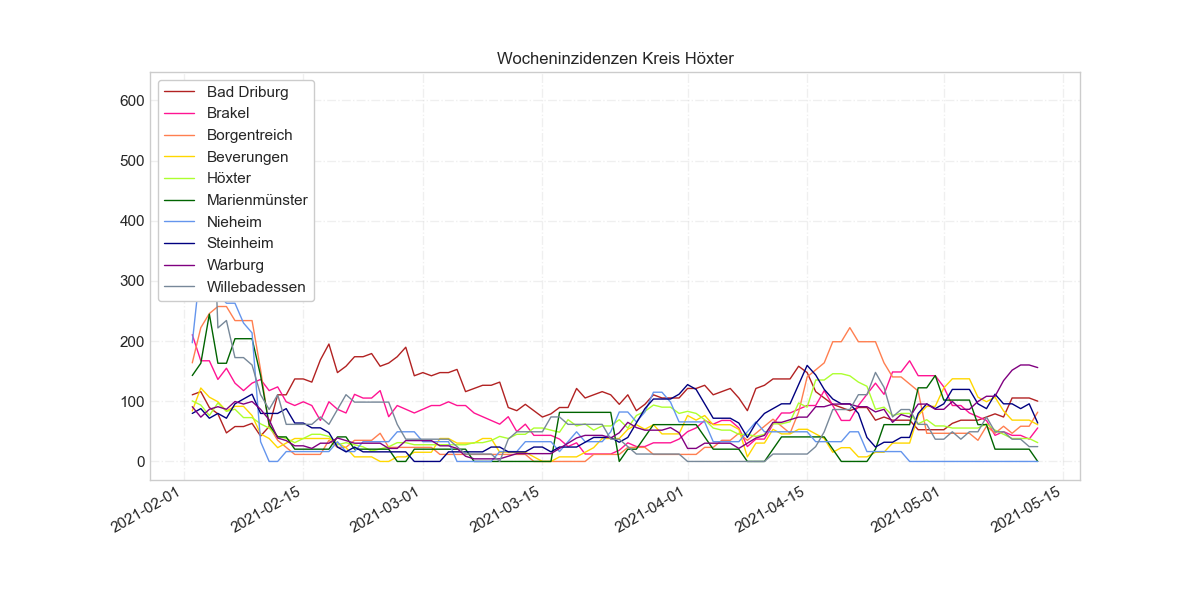 Wocheninzidenzen Kreis Höxter
600
500
400
300
200
100
0
Bad Driburg
Brakel
Borgentreich
Beverungen
Höxter
Marienmünster
Nieheim
Steinheim
Warburg
Willebadessen
2021-02-01
2021-02-15
2021-03-01
2021-03-15
2021-04-01
2021-04-15
2021-05-01
2021-05-15